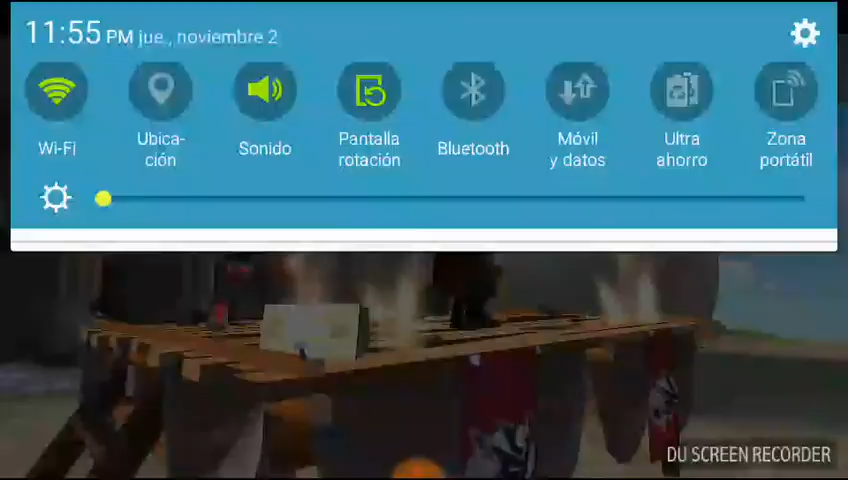 11:55 PM jue., noviembre 2
Wi-Fi
Ubica-
ción
Sonido
Pantalla
rotación
Bluetooth
Móvil
y datos
Ultra
ahorro
Zona
portátil
DU SCREEN RECORDER